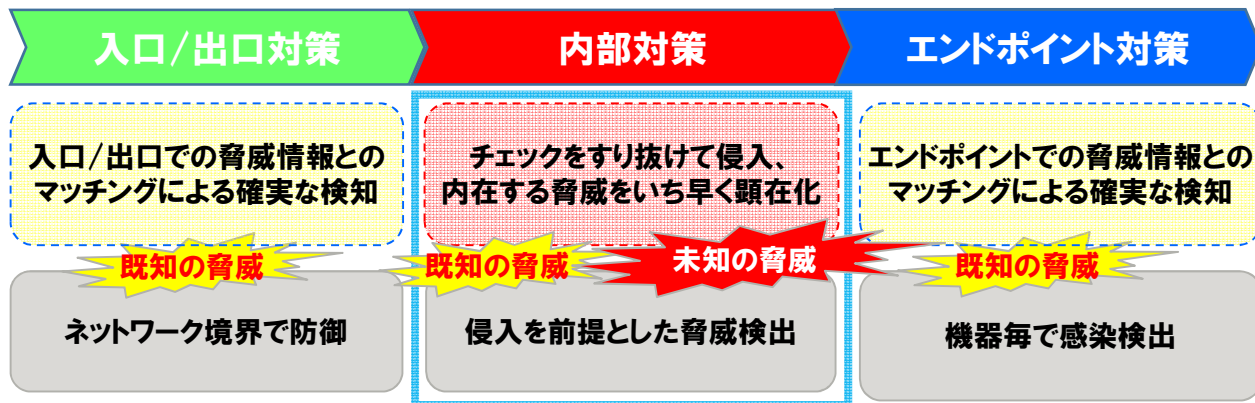 入口/出口対策
内部対策
エンドポイント対策
入口/出口での脅威情報との
マッチングによる確実な検知
チェックをすり抜けて侵入、
内在する脅威をいち早く顕在化
エンドポイントでの脅威情報との
マッチングによる確実な検知
既知の脅威
既知の脅威
未知の脅威
既知の脅威
ネットワーク境界で防御
侵入を前提とした脅威検出
機器毎で感染検出